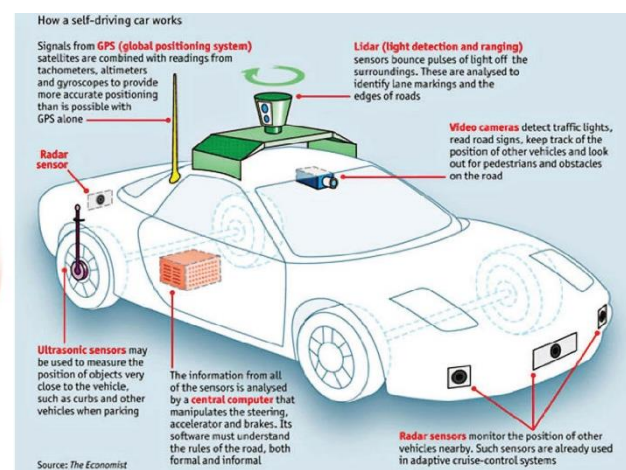 How a self-driving car works
Signals from GPS (global positioning system)
satellites are combined with readings from
tachometers, altimeters
and gyroscopes to provide
more accurate positioning
than is possible with
GPS alone
Lidar (light detection and ranging)
sensors bounce pulses of light off the
surroundings. These are analysed to
identify lane markings and the
edges of roads
Video cameras detect traffic lights,
read road signs, keep track of the
position of other vehicles and look
out for pedestrians and obstacles
on the road
Radar
sensor
Ultrasonic sensors may
be used to measure the
position of objects very
close to the vehicle,
such as curbs and other
vehicles when parking
The information from all
of the sensors is analysed
by a central computer that
manipulates the steering,
accelerator and brakes. Its
software must understand
the rules of the road, both
formal and informal
Radar sensors monitor the position of other
vehicles nearby. Such sensors are already used
in adaptive cruise-control systems
Source: The Economist